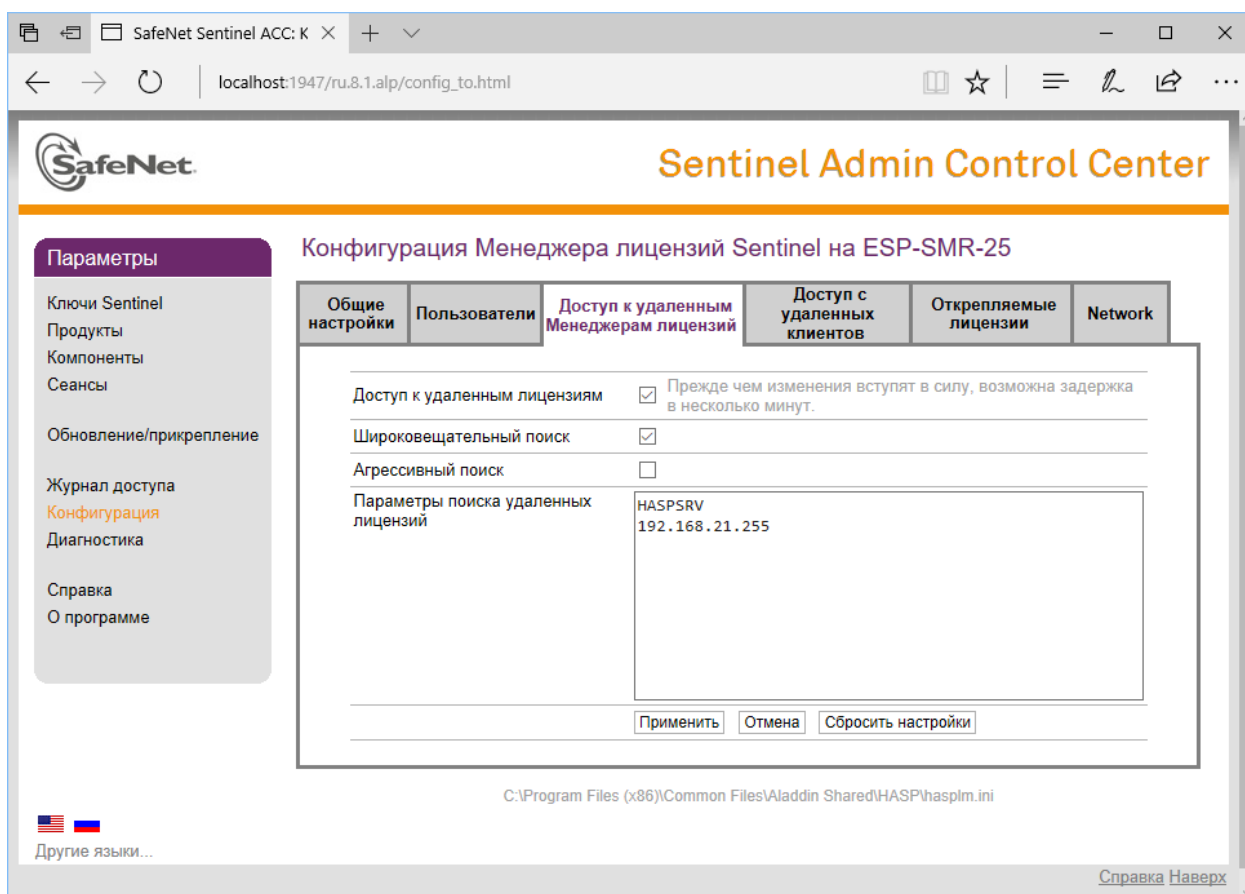 SafeNet Sentinel ACC: K
localhost:1947/ru.8.1.alp/config_to.html
SafeNet.
Sentinel Admin Control Center
Параметры
Ключи Sentinel
Продукты
Компоненты
Сеансы
Обновление/прикрепление
Журнал доступа
Конфигурация
Диагностика
Справка
О программе
Конфигурация Менеджера лицензий Sentinel на ESP-SMR-25
Общие настройки
Пользователи
Доступ к удаленным Менеджерам лицензий
Доступ с удаленных клиентов
Открепляемые лицензии
Network
Доступ к удаленным лицензиям
Прежде чем изменения вступят в силу, возможна задержка
в несколько минут.
Широковещательный поиск
Агрессивный поиск
Параметры поиска удаленных
лицензий
HASPSRV
192.168.21.255
Применить
Отмена
Сбросить настройки
C:\Program Files (x86)\Common Files\Aladdin Shared\HASP\hasplm.ini
Другие языки...
Справка Наверх